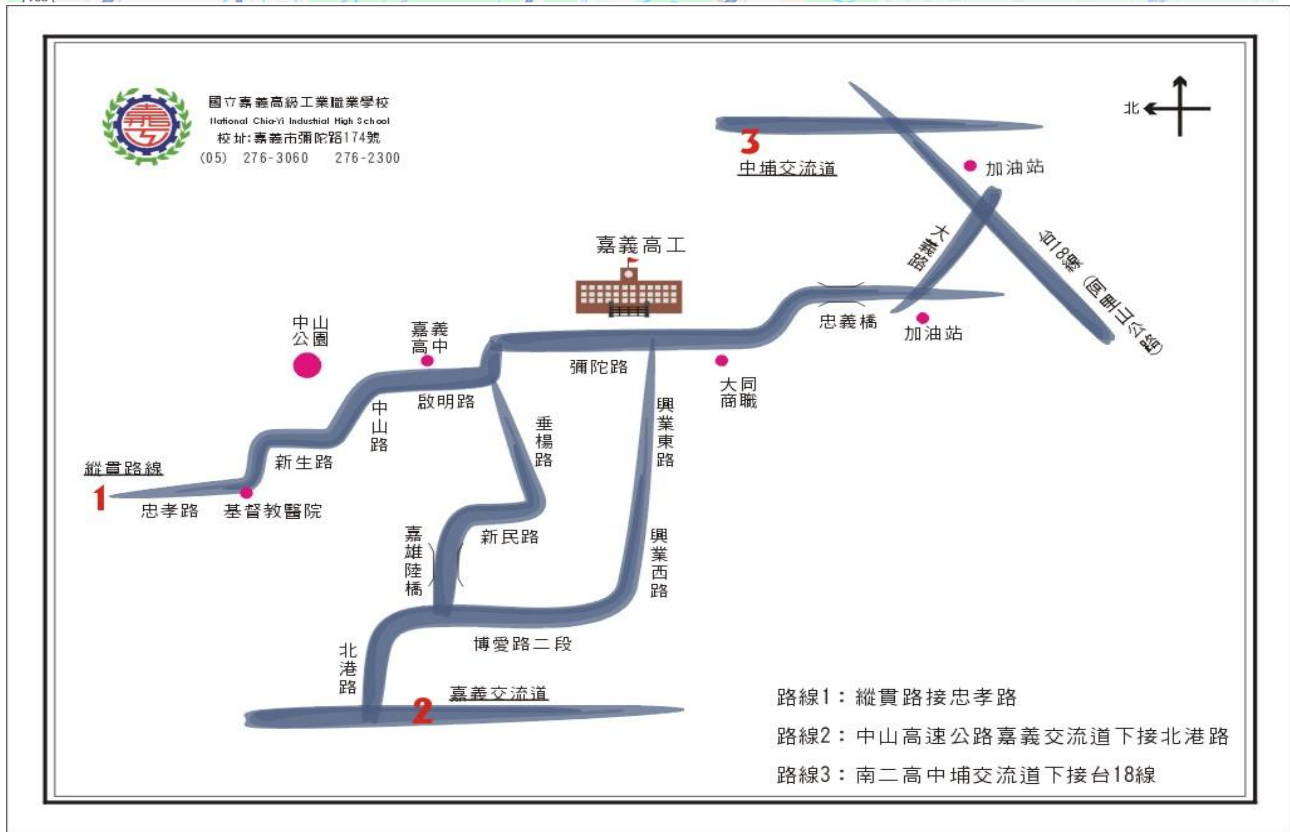 國立嘉義高級工業職業學校
National Chia-Yi Industrial High School
校址:嘉義市彌陀路174號
(05) 276-3060 276-2300
北
3
中埔交流道
加油站
嘉義高工
大義路
台18線 (阿里山公路)
中山
公園
嘉義
高中
忠義橋
加油站
彌陀路
大同
商職
啟明路
中山路
垂楊路
興業東路
新生路
縱貫路線
1
忠孝路
基督教醫院
嘉雄陸橋
新民路
興業西路
北港路
博愛路二段
嘉義交流道
2
路線1：縱貫路接忠孝路
路線2：中山高速公路嘉義交流道下接北港路
路線3：南二高中埔交流道下接台18線